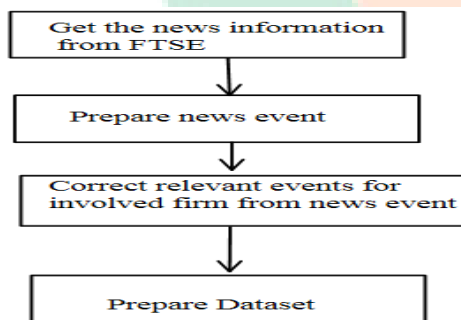 Get the news information
from FTSE
Prepare news event
Correct relevant events for
involved firm from news event
Prepare Dataset